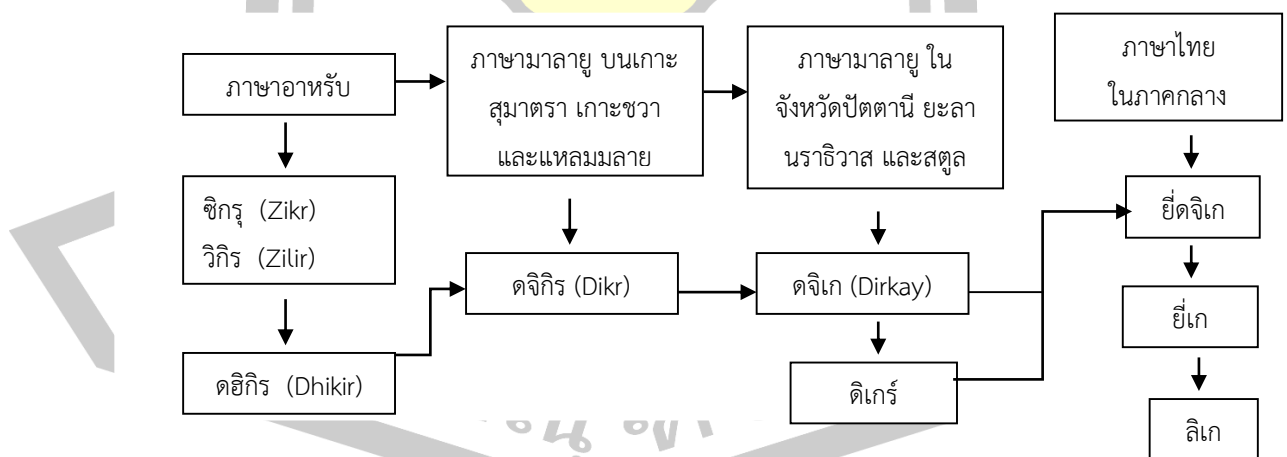 ภาษาอาหรับ
ภาษามาลายู บนเกาะ
สุมาตรา เกาะชวา
และแหลมมลาย
ภาษามาลายู ใน
จังหวัดปัตตานี ยะลา
นราธิวาส และสตูล
ภาษาไทย
ในภาคกลาง
ซิกรุ (Zikr)
วิกิร (Zilir)
ยี่ดจิเก
ดจิกิร (Dikr)
ดจิเก (Dirkay)
ยี่เก
ดฮิกิร (Dhikir)
ดิเกร์
ลิเก